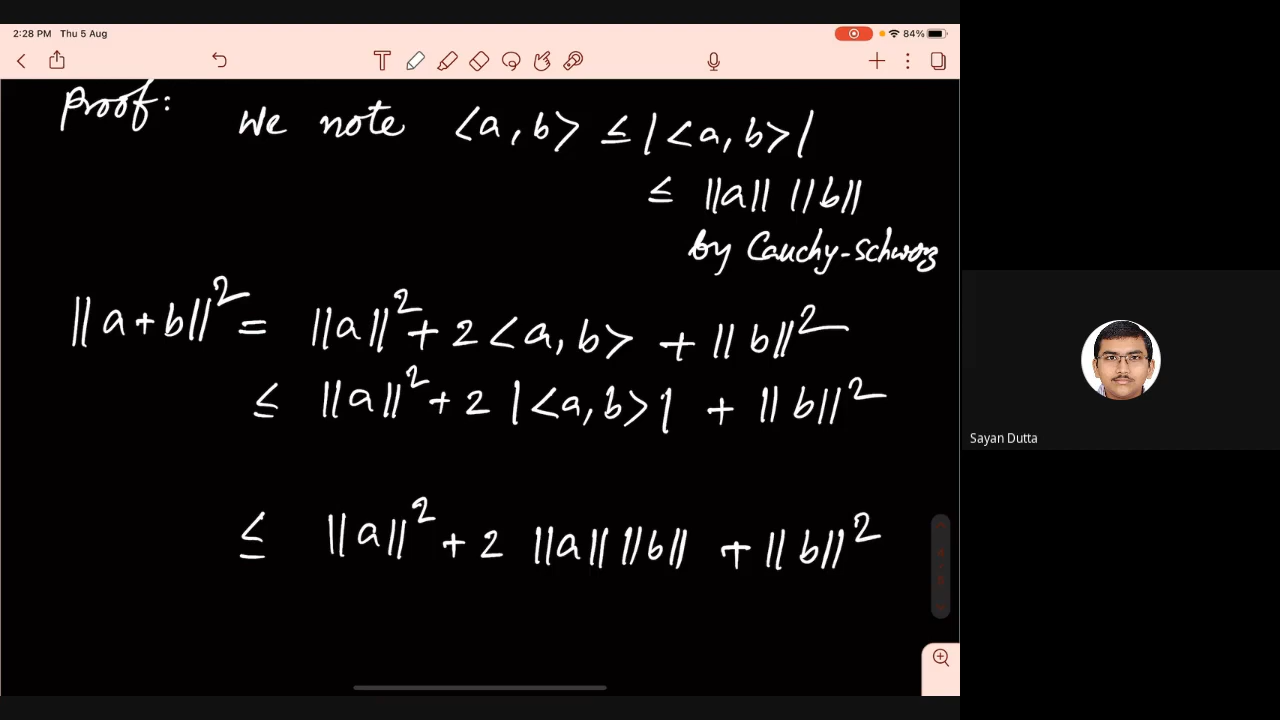 2:28 PM Thu 5 Aug
84%
Proof: We note <a, b> ≤ |<a, b>|
≤ ||a|| ||b||
by Cauchy-Schwarz
||a+b||² = ||a||² + 2<a, b> + ||b||²
≤ ||a||² + 2 |<a, b>| + ||b||²
≤ ||a||² + 2 ||a|| ||b|| + ||b||²
Sayan Dutta